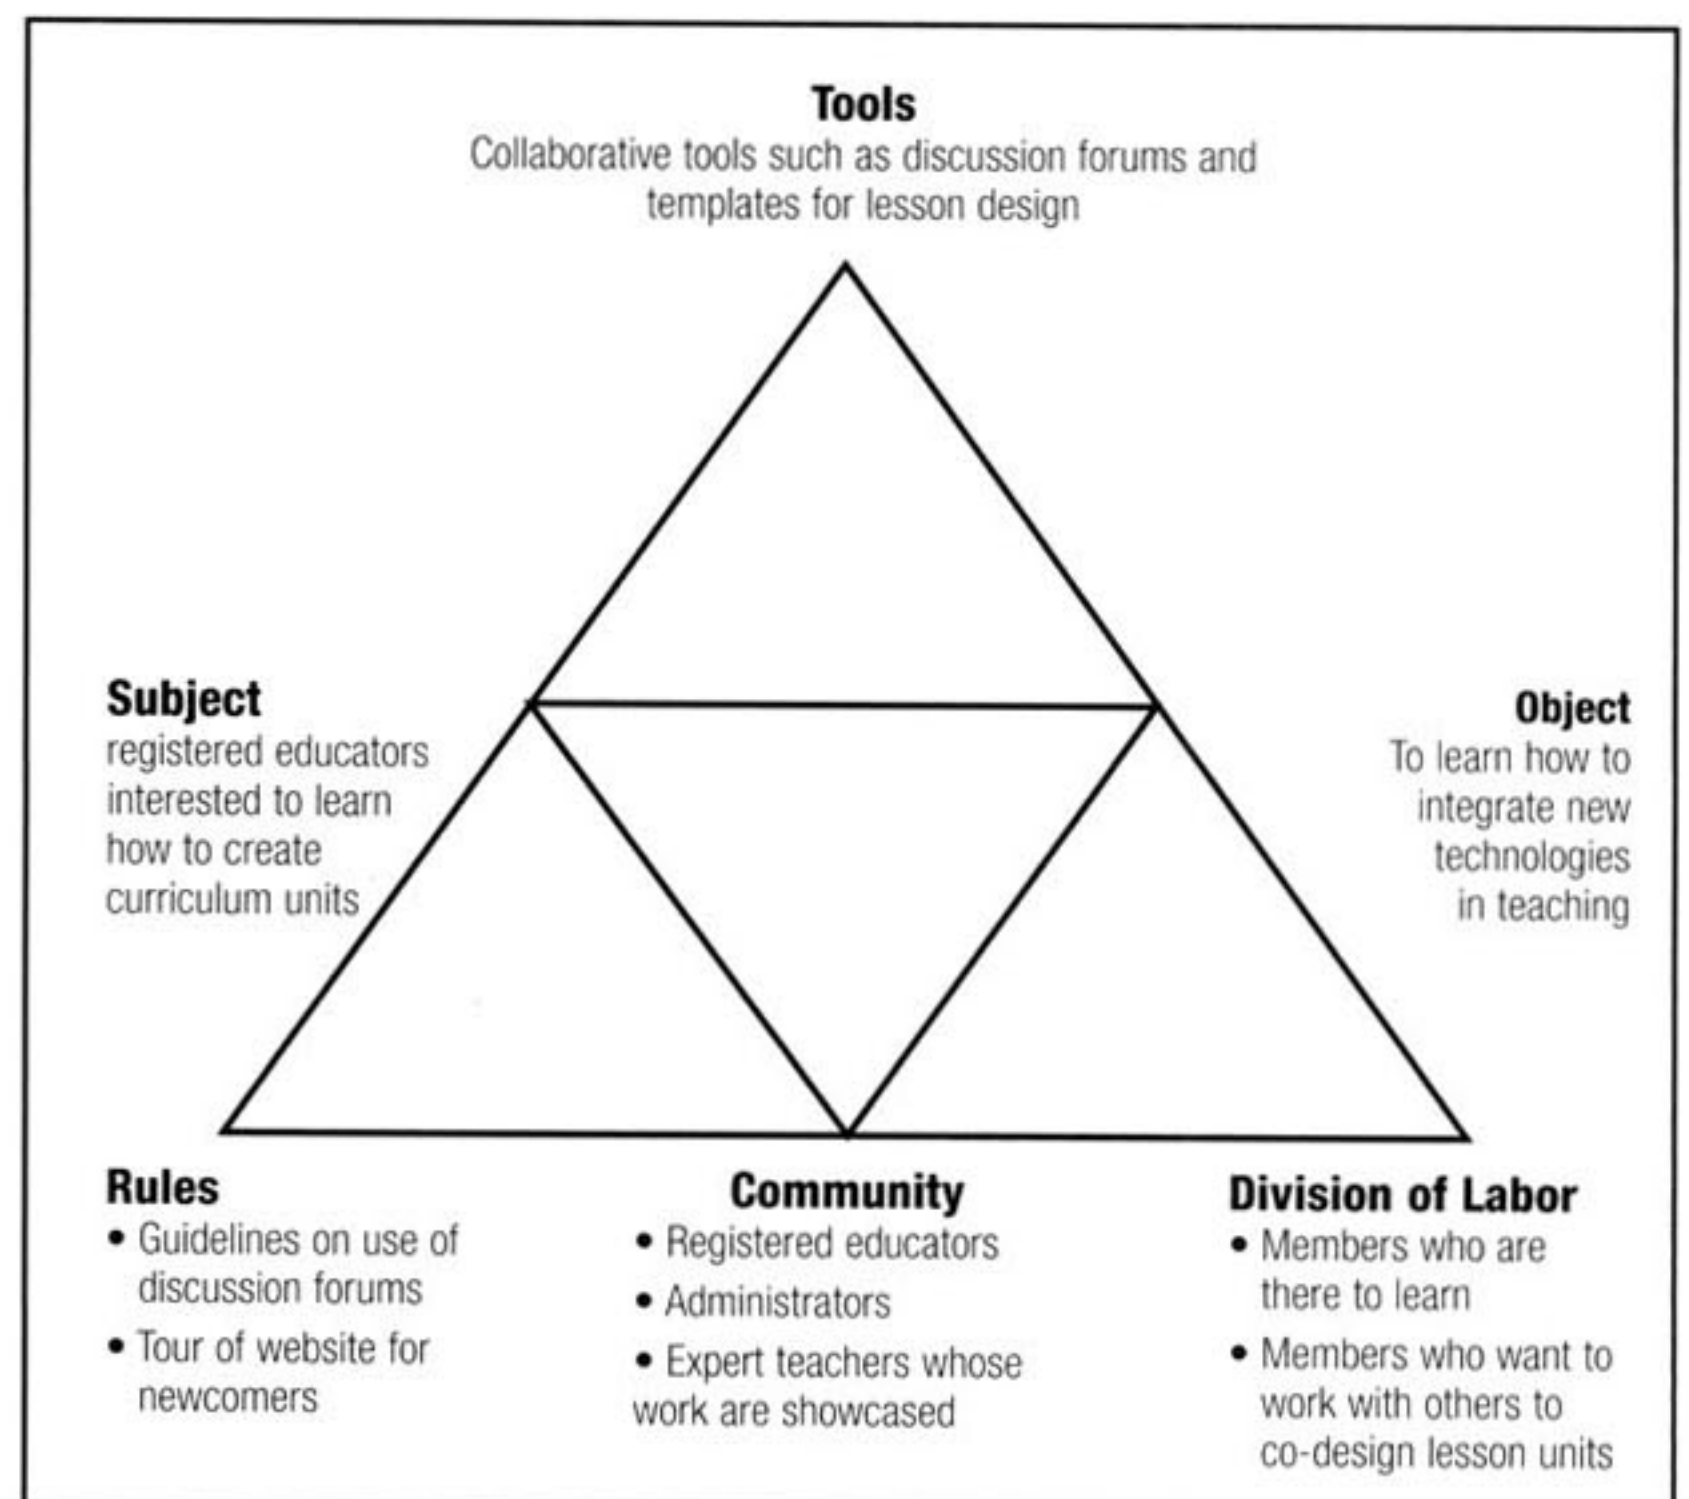 Tools
Collaborative tools such as discussion forums and
templates for lesson design
Subject
registered educators
interested to learn
how to create
curriculum units
Object
To learn how to
integrate new
technologies
in teaching
Rules
• Guidelines on use of
discussion forums
• Tour of website for
newcomers
Community
• Registered educators
• Administrators
• Expert teachers whose
work are showcased
Division of Labor
• Members who are
there to learn
• Members who want to
work with others to
co-design lesson units